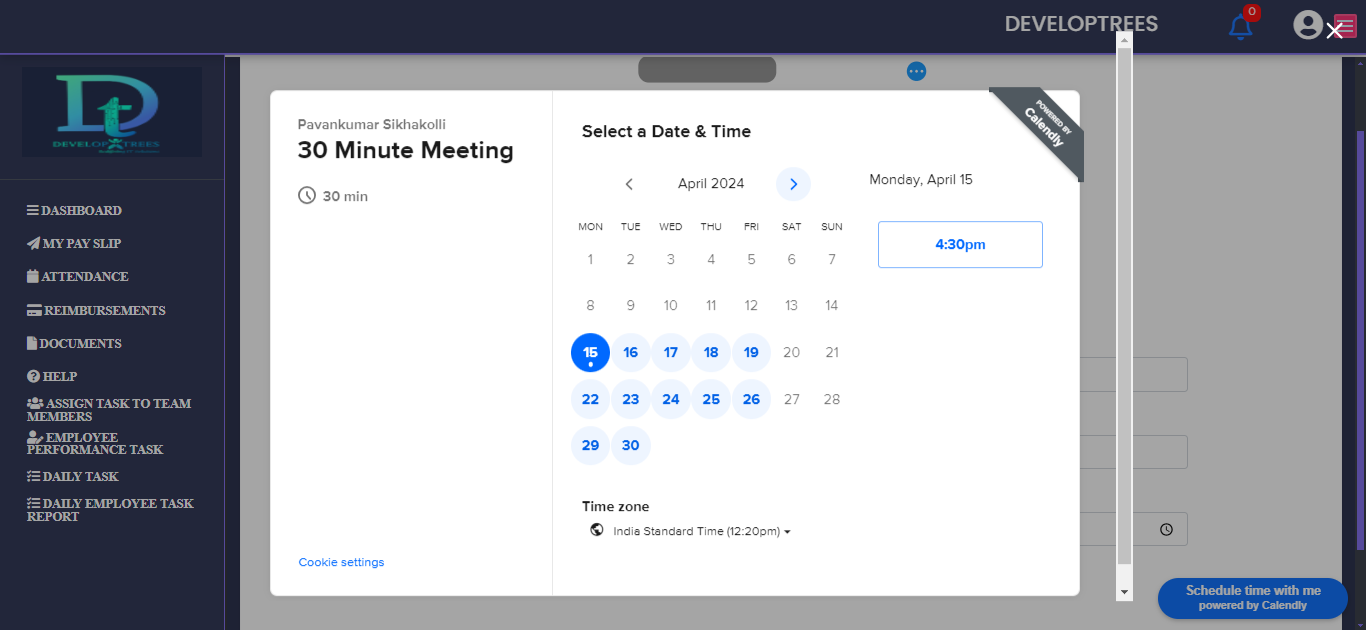 DEVELOPTREES
0
DEVELOP TREES
DASHBOARD
MY PAY SLIP
ATTENDANCE
REIMBURSEMENTS
DOCUMENTS
HELP
ASSIGN TASK TO TEAM
MEMBERS
EMPLOYEE
PERFORMANCE TASK
DAILY TASK
DAILY EMPLOYEE TASK
REPORT
Pavankumar Sikhakolli
30 Minute Meeting
30 min
Cookie settings
Select a Date & Time
April 2024
MON TUE WED THU FRI SAT SUN
1 2 3 4 5 6 7
8 9 10 11 12 13 14
15 16 17 18 19 20 21
22 23 24 25 26 27 28
29 30
Time zone
India Standard Time (12:20pm)
Monday, April 15
4:30pm
POWERED BY
Calendly
Schedule time with me
powered by Calendly